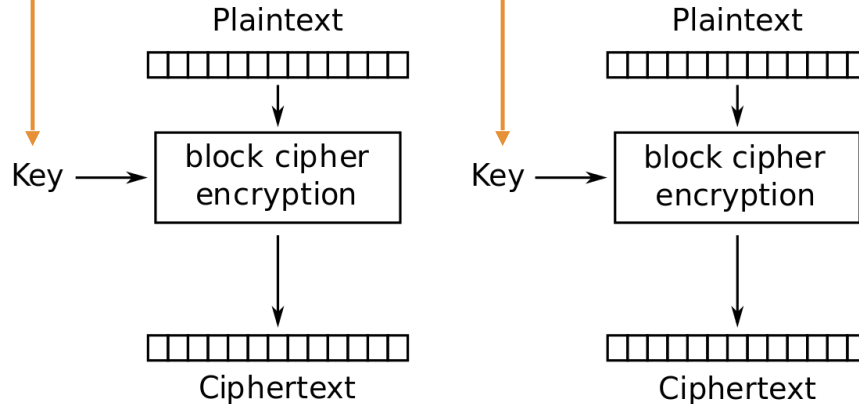 Plaintext
Plaintext
Key
block cipher
encryption
Key
block cipher
encryption
Ciphertext
Ciphertext